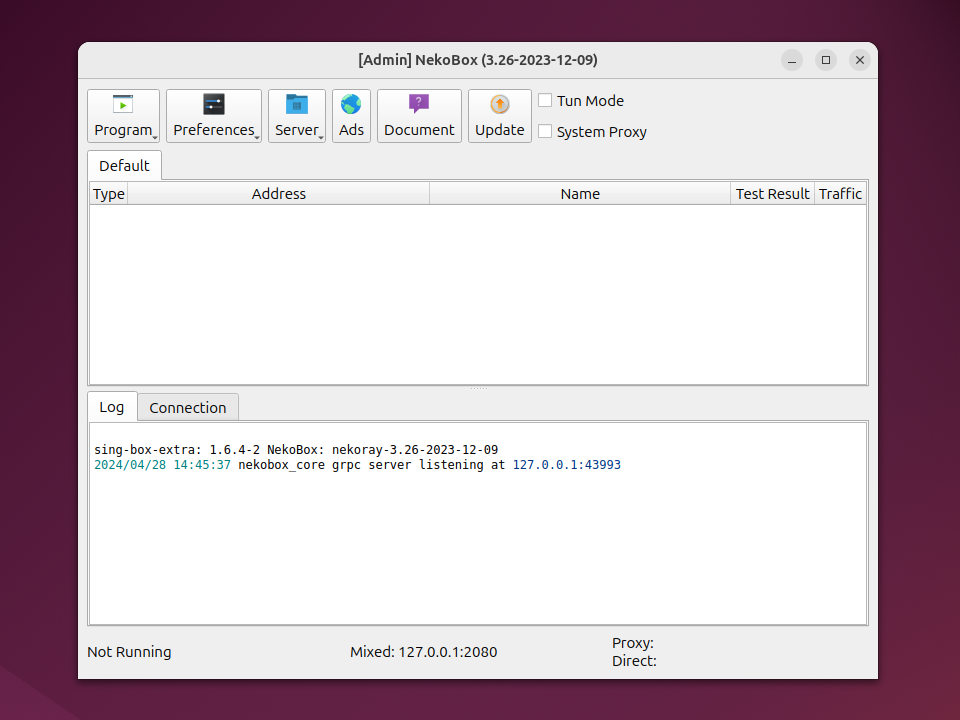 [Admin] NekoBox (3.26-2023-12-09)
Program Preferences Server Ads Document Update
Tun Mode
System Proxy
Default
Type Address Name Test Result Traffic
Log Connection
sing-box-extra: 1.6.4-2 NekoBox: nekoray-3.26-2023-12-09
2024/04/28 14:45:37 nekobox_core grpc server listening at 127.0.0.1:43993
Not Running Mixed: 127.0.0.1:2080
Proxy:
Direct: